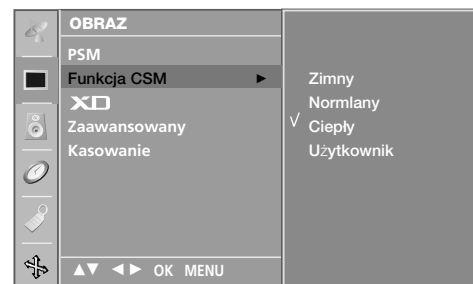 OBRAZ
PSM
Funkcja CSM ►
XD
Zaawansowany
Kasowanie
▲▼ ◄► OK MENU
Zimny
Normlany
√ Ciepły
Użytkownik